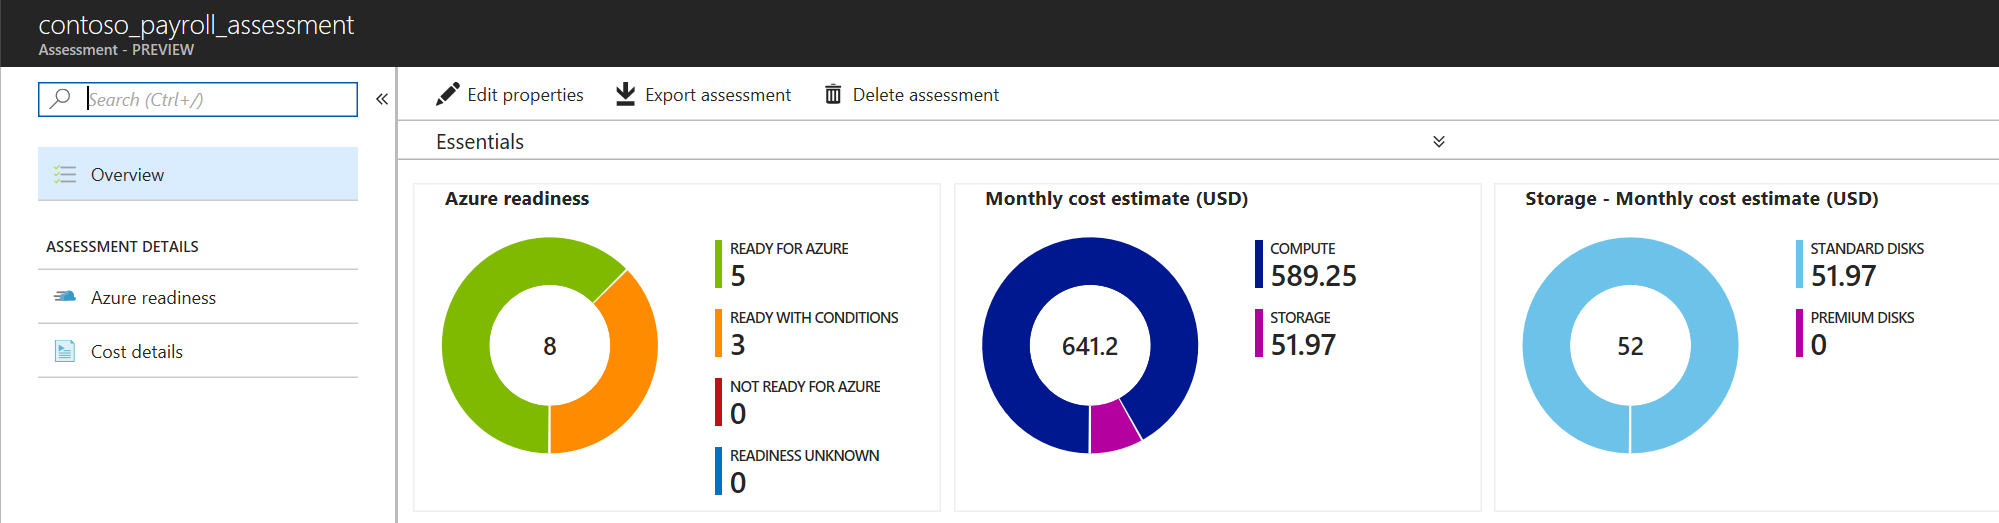 contoso_payroll_assessment
Assessment - PREVIEW
Search (Ctrl+/)
Overview
ASSESSMENT DETAILS
Azure readiness
Cost details
Edit properties
Export assessment
Delete assessment
Essentials
Azure readiness
8
READY FOR AZURE
5
READY WITH CONDITIONS
3
NOT READY FOR AZURE
0
READINESS UNKNOWN
0
Monthly cost estimate (USD)
641.2
COMPUTE
589.25
STORAGE
51.97
Storage - Monthly cost estimate (USD)
52
STANDARD DISKS
51.97
PREMIUM DISKS
0